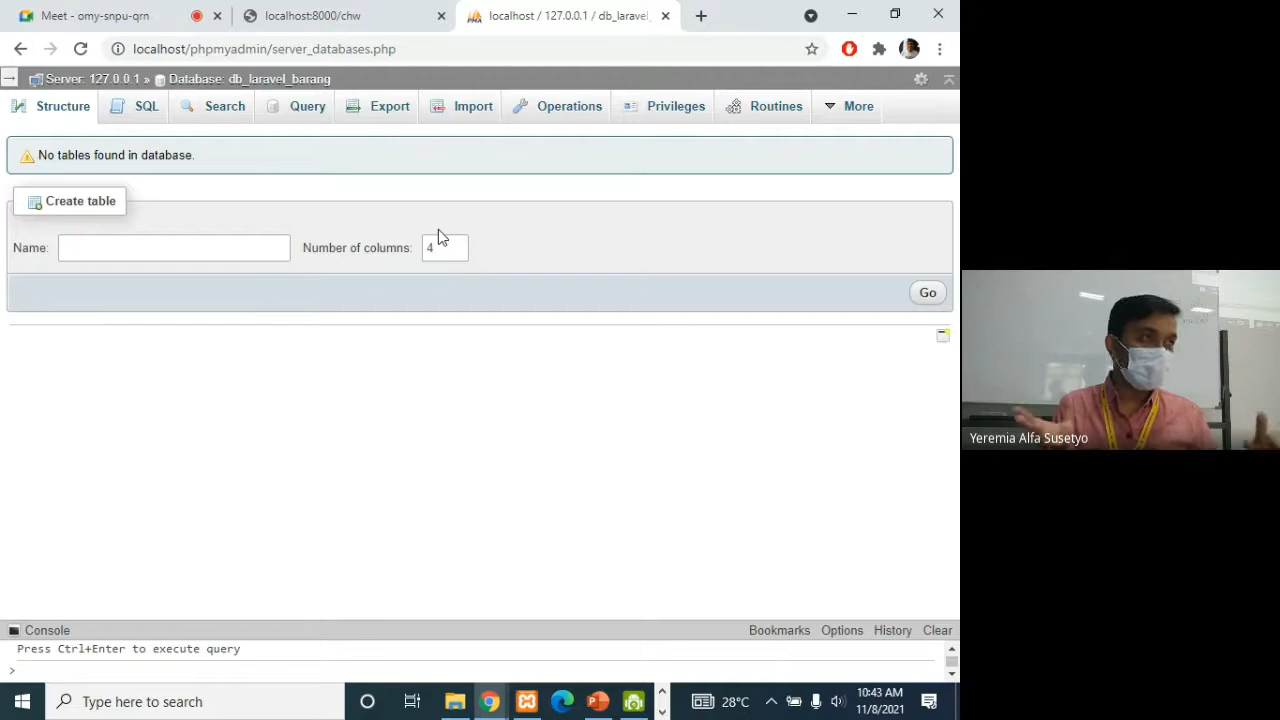 Meet - omy-snpu-qrn
localhost:8000/chw
localhost / 127.0.0.1 / db_laravel_
localhost/phpmyadmin/server_databases.php
Server: 127.0.0.1 » Database: db_laravel_barang
Structure SQL Search Query Export Import Operations Privileges Routines More
No tables found in database.
Create table
Name: Number of columns: 4
Go
Yeremia Alfa Susetyo
Console Bookmarks Options History Clear
Press Ctrl+Enter to execute query
>
Type here to search
28°C
10:43 AM
11/8/2021